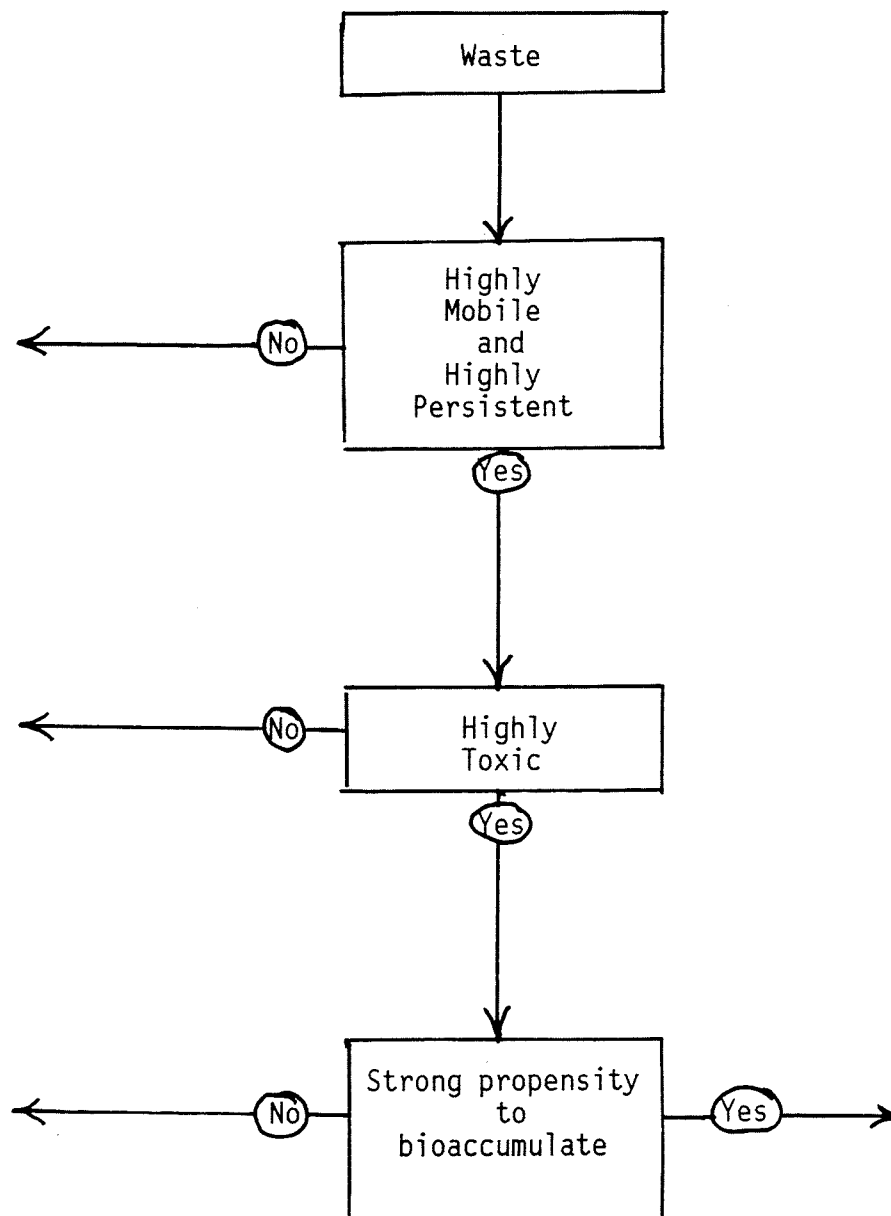 Waste
Highly
Mobile
and
Highly
Persistent
No
Yes
Highly
Toxic
No
Yes
Strong propensity
to
bioaccumulate
No
Yes